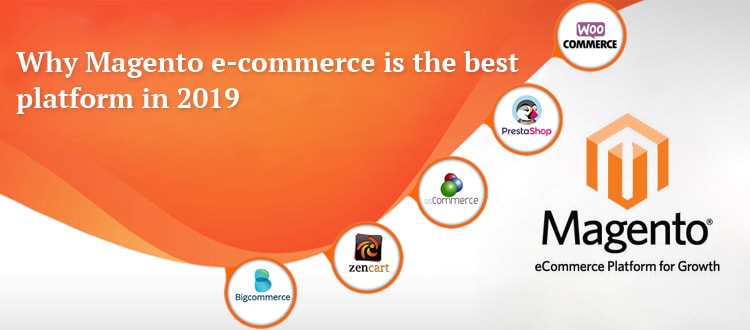 Why Magento e-commerce is the best
platform in 2019
WOO
COMMERCE
PrestaShop
osCommerce
zencart
Bigcommerce
Magento®
eCommerce Platform for Growth